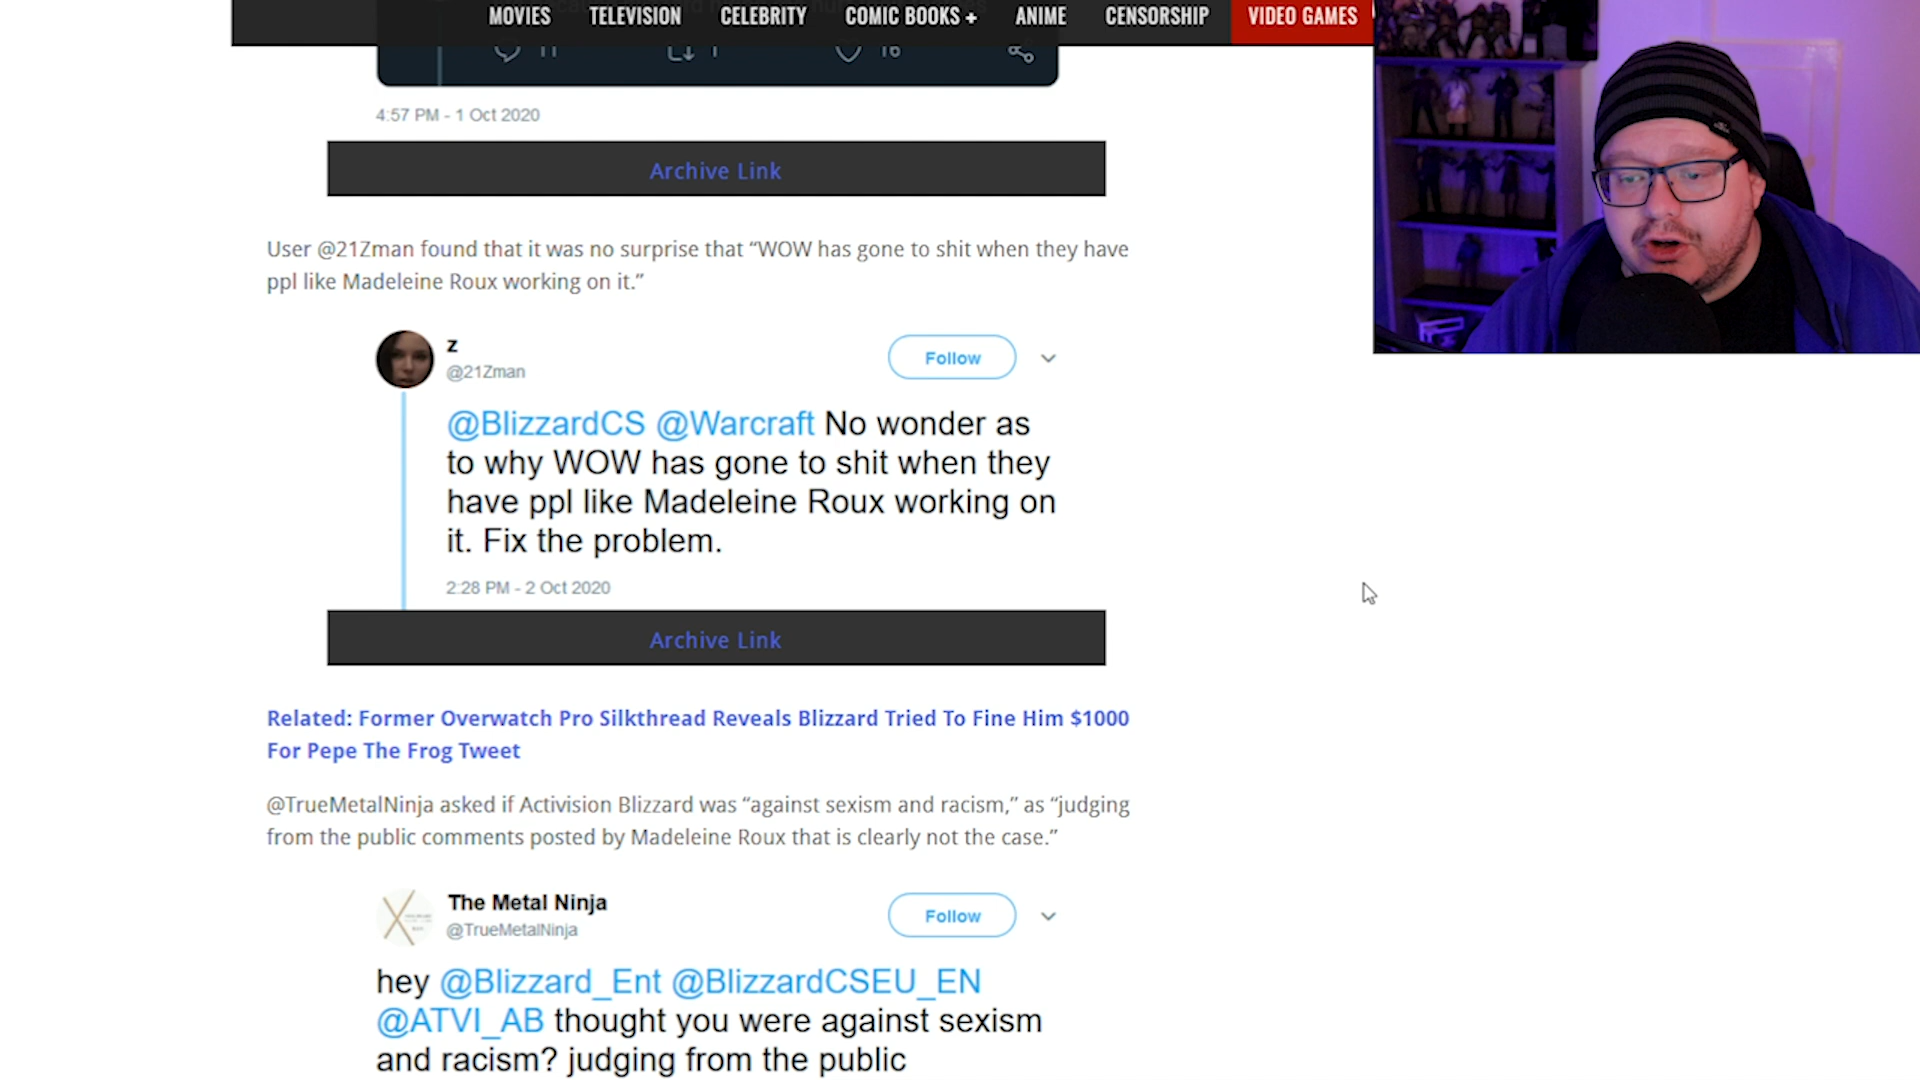 MOVIES TELEVISION CELEBRITY COMIC BOOKS + ANIME CENSORSHIP VIDEO GAMES
11 1 16
4:57 PM - 1 Oct 2020
Archive Link
User @21Zman found that it was no surprise that “WOW has gone to shit when they have
ppl like Madeleine Roux working on it.”
z
@21Zman
Follow
@BlizzardCS @Warcraft No wonder as
to why WOW has gone to shit when they
have ppl like Madeleine Roux working on
it. Fix the problem.
2:28 PM - 2 Oct 2020
Archive Link
Related: Former Overwatch Pro Silkthread Reveals Blizzard Tried To Fine Him $1000
For Pepe The Frog Tweet
@TrueMetalNinja asked if Activision Blizzard was “against sexism and racism,” as “judging
from the public comments posted by Madeleine Roux that is clearly not the case.”
The Metal Ninja
@TrueMetalNinja
Follow
hey @Blizzard_Ent @BlizzardCSEU_EN
@ATVI_AB thought you were against sexism
and racism? judging from the public